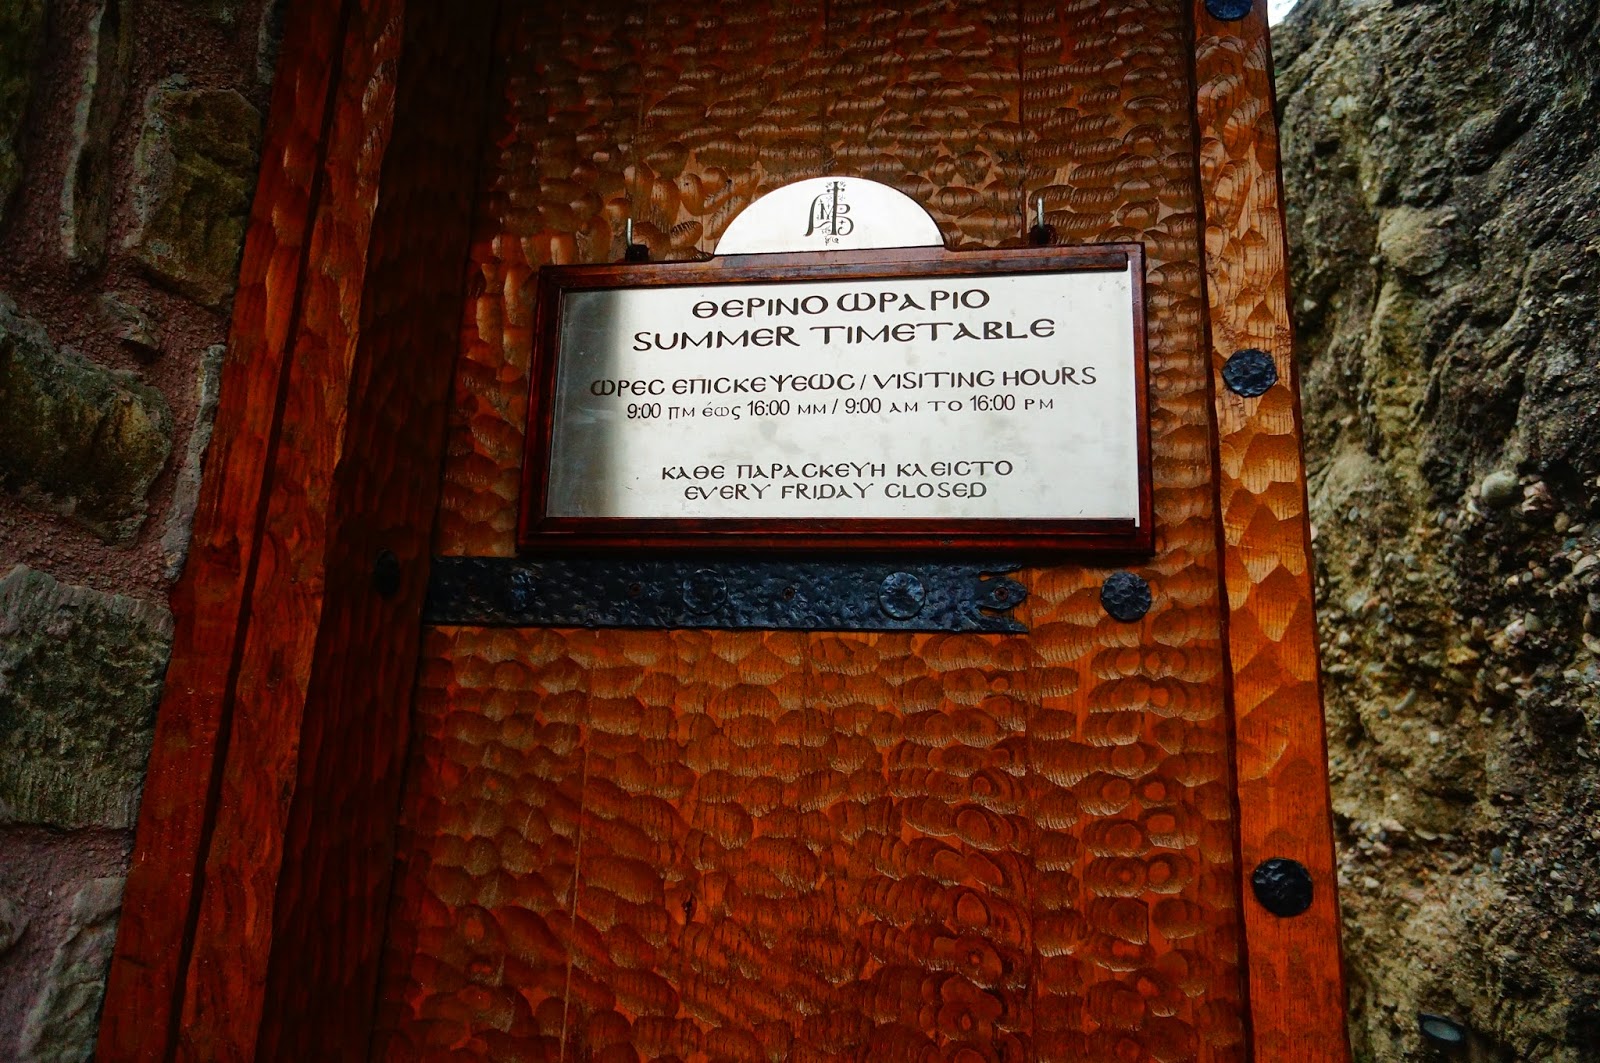 ΘΕΡΙΝΟ ΩΡΑΡΙΟ
SUMMER TIMETABLE
ΩΡΕΣ ΕΠΙΣΚΕΨΕΩΣ / VISITING HOURS
9:00 ΠΜ έως 16:00 ΜΜ / 9:00 AM TO 16:00 PM
ΚΑΘΕ ΠΑΡΑΣΚΕΥΗ ΚΛΕΙΣΤΟ
EVERY FRIDAY CLOSED